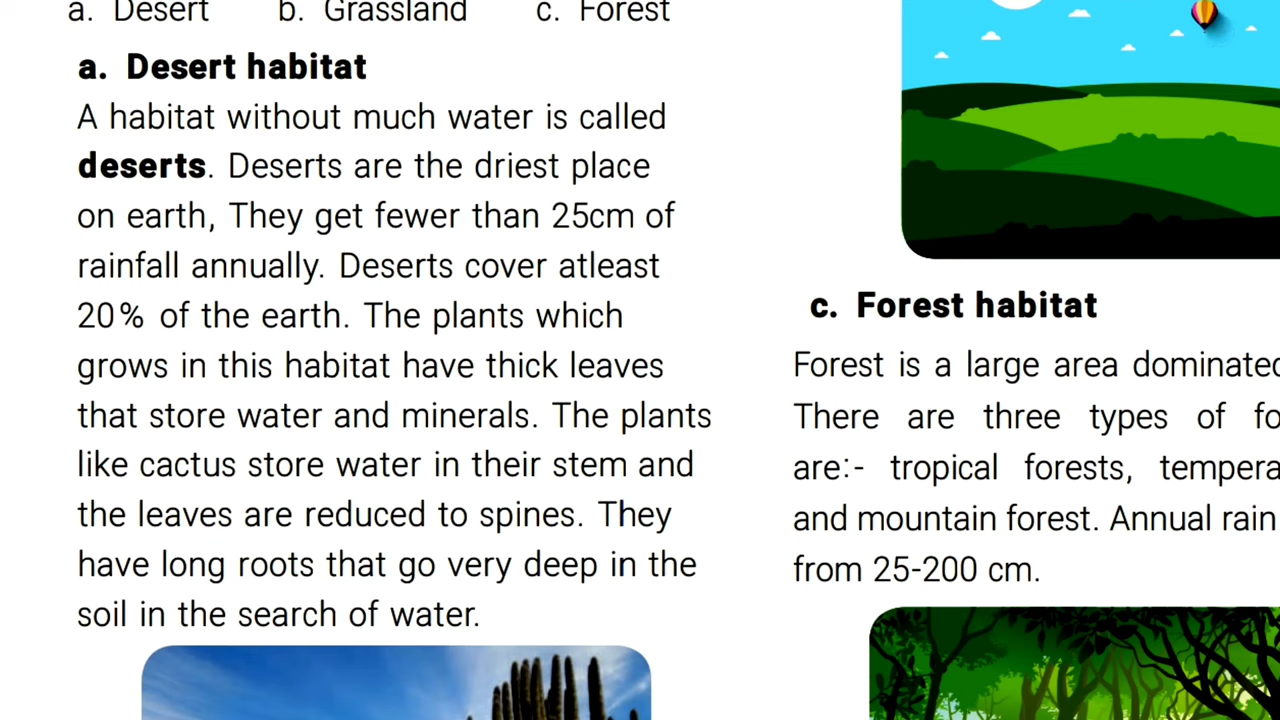 a. Desert b. Grassland c. Forest
a. Desert habitat
A habitat without much water is called
deserts. Deserts are the driest place
on earth, They get fewer than 25cm of
rainfall annually. Deserts cover atleast
20% of the earth. The plants which
grows in this habitat have thick leaves
that store water and minerals. The plants
like cactus store water in their stem and
the leaves are reduced to spines. They
have long roots that go very deep in the
soil in the search of water.
c. Forest habitat
Forest is a large area
There are three types of
are:- tropical forests,
and mountain forest. Annual rain
from 25-200 cm.